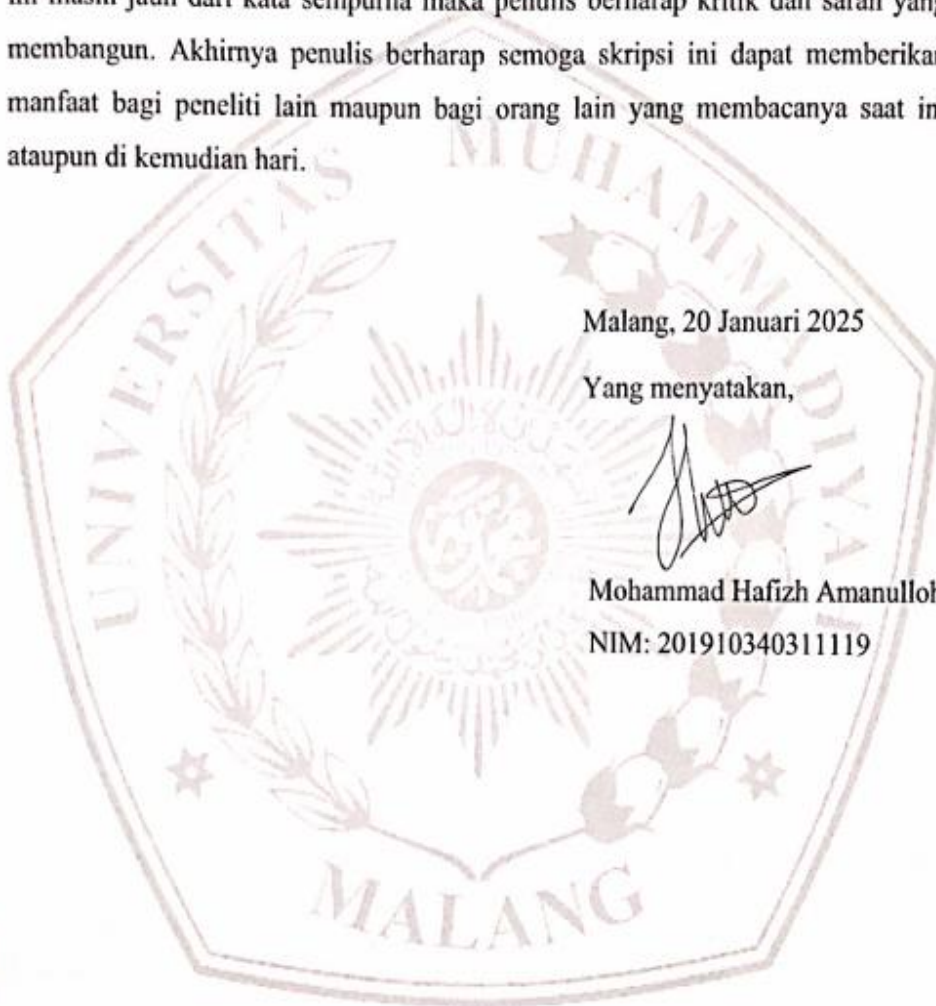 ini masih jauh dari kata sempurna maka penulis berharap kritik dan saran yang
membangun. Akhirnya penulis berharap semoga skripsi ini dapat memberikan
manfaat bagi peneliti lain maupun bagi orang lain yang membacanya saat ini
ataupun di kemudian hari.
UNIVERSITAS MUHAMMADIYAH
Malang, 20 Januari 2025
Yang menyatakan,
Mohammad Hafizh Amanulloh
NIM: 201910340311119
MALANG